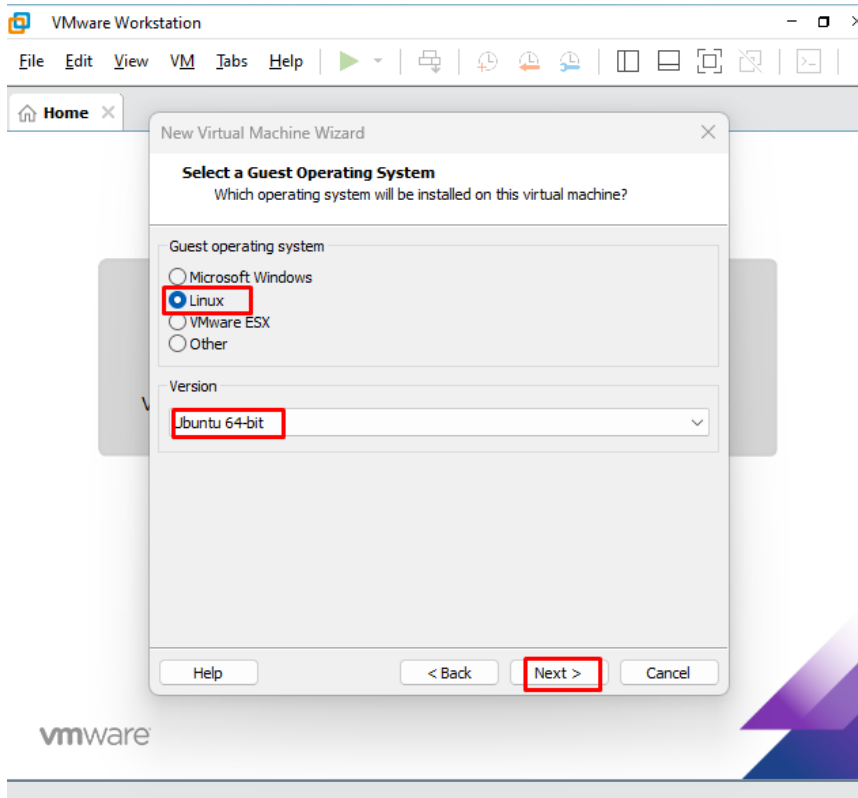 VMware Workstation
File Edit View VM Tabs Help
Home
New Virtual Machine Wizard
Select a Guest Operating System
Which operating system will be installed on this virtual machine?
Guest operating system
Microsoft Windows
Linux
VMware ESX
Other
Version
Ubuntu 64-bit
Help < Back Next > Cancel
vmware